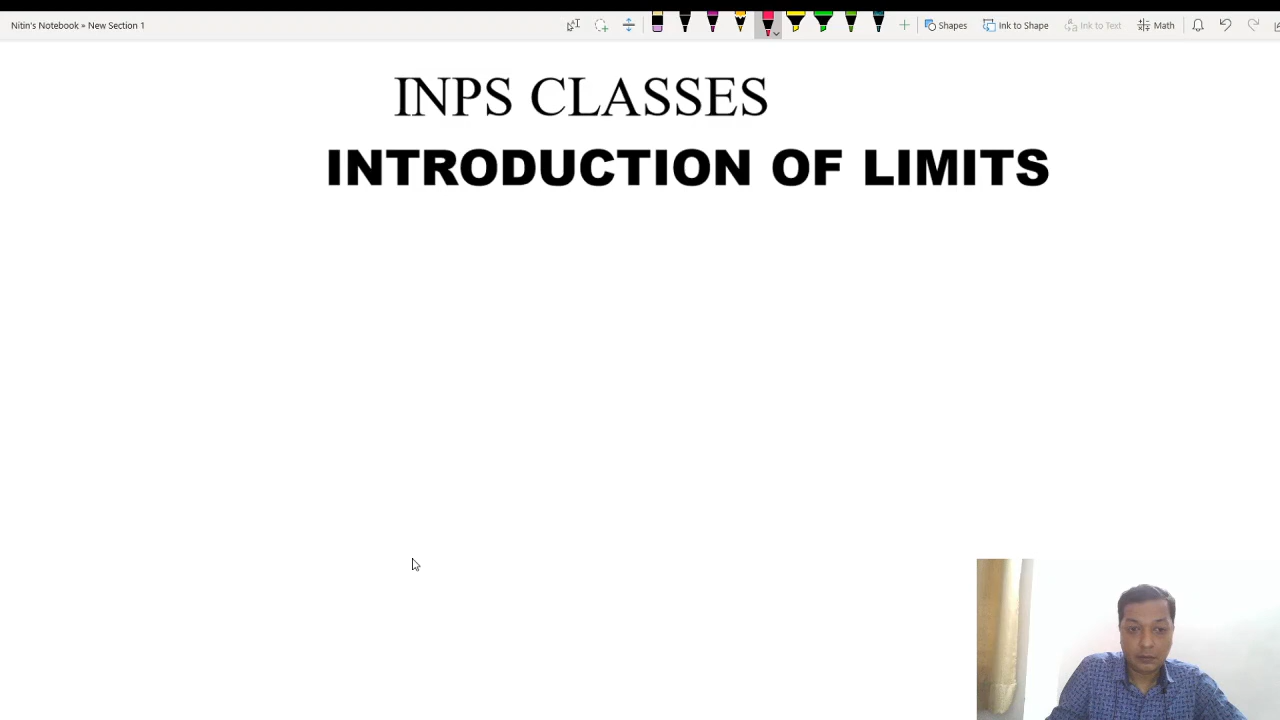 Nitin's Notebook » New Section 1
Shapes
Ink to Shape
Ink to Text
Math
INPS CLASSES
INTRODUCTION OF LIMITS